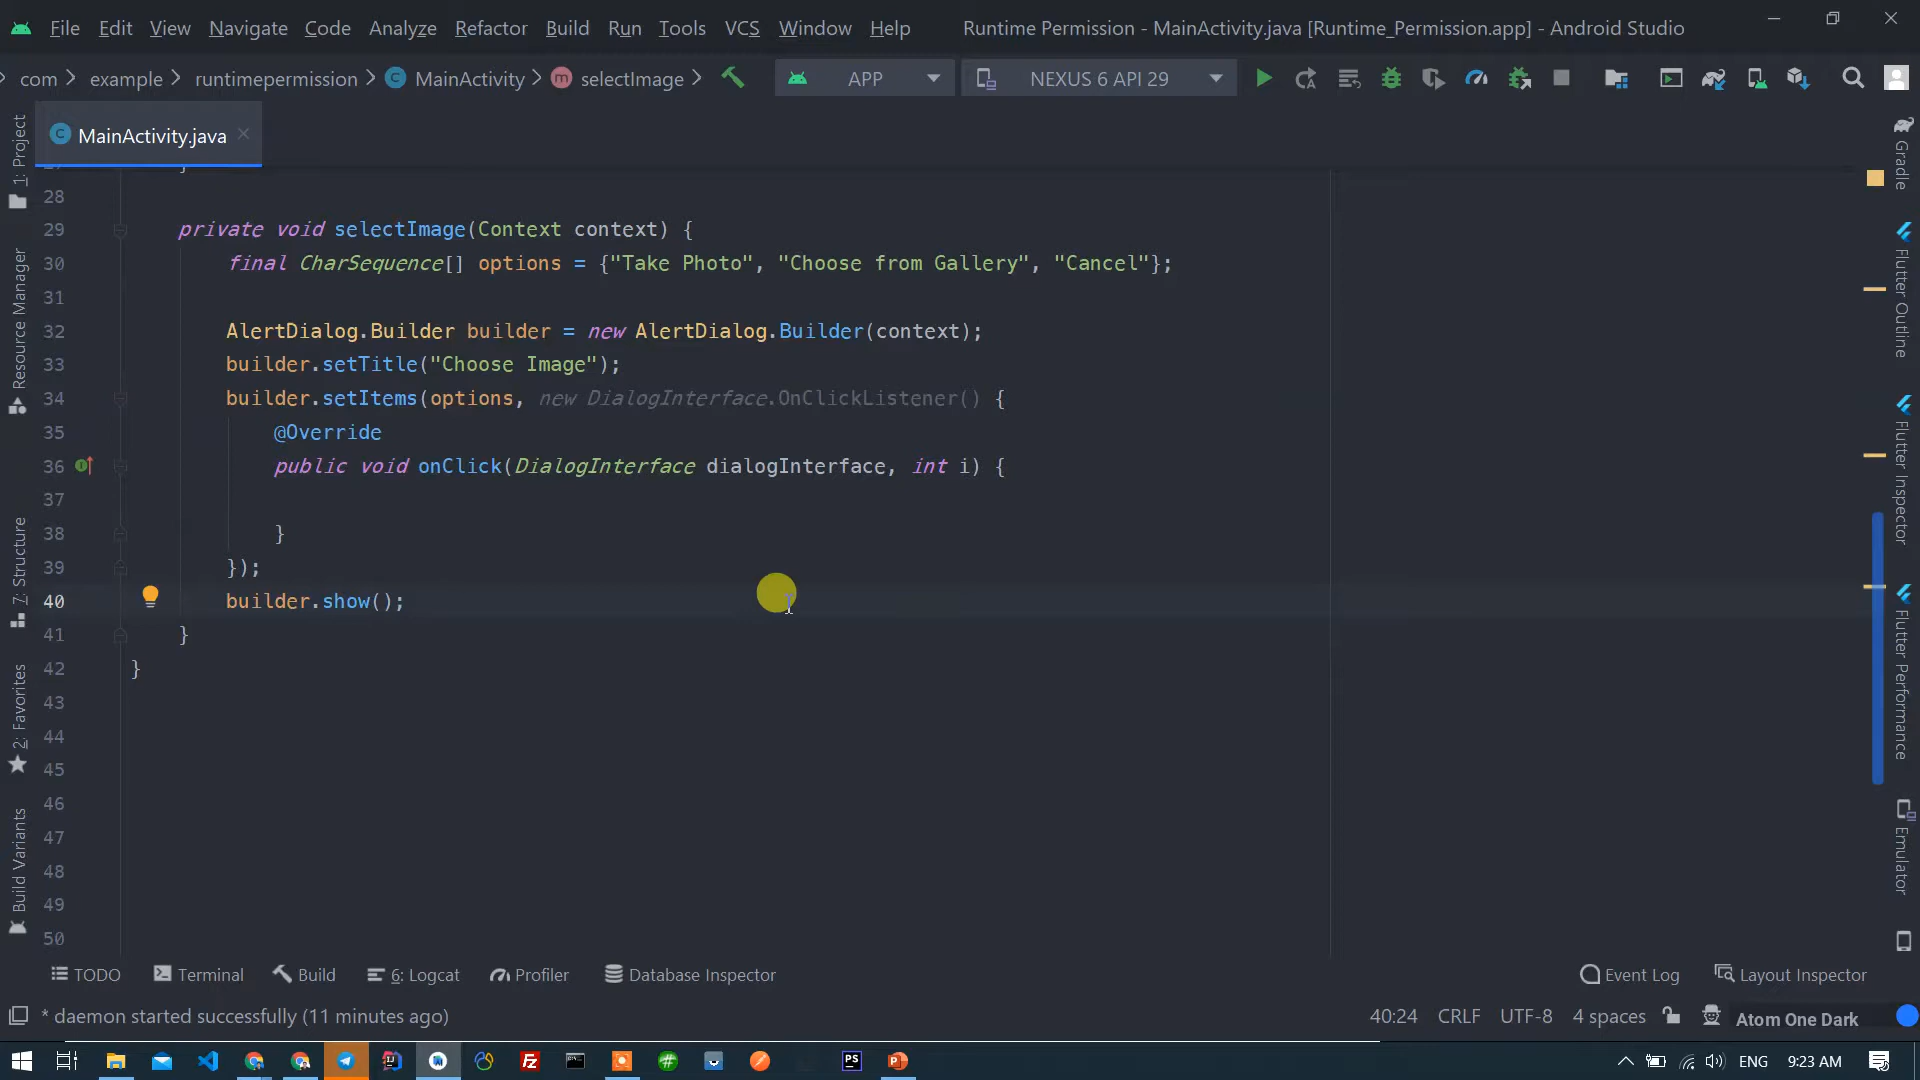 File Edit View Navigate Code Analyze Refactor Build Run Tools VCS Window Help Runtime Permission - MainActivity.java [Runtime_Permission.app] - Android Studio
com example runtimepermission MainActivity selectImage APP NEXUS 6 API 29
MainActivity.java
28
29 private void selectImage(Context context) {
30 final CharSequence[] options = {"Take Photo", "Choose from Gallery", "Cancel"};
31
32 AlertDialog.Builder builder = new AlertDialog.Builder(context);
33 builder.setTitle("Choose Image");
34 builder.setItems(options, new DialogInterface.OnClickListener() {
35 @Override
36 public void onClick(DialogInterface dialogInterface, int i) {
37
38 }
39 });
40 builder.show();
41 }
42 }
43
44
45
46
47
48
49
50
1: Project
Resource Manager
7: Structure
2: Favorites
Build Variants
Gradle
Flutter Outline
Flutter Inspector
Flutter Performance
Emulator
TODO Terminal Build 6: Logcat Profiler Database Inspector Event Log Layout Inspector
* daemon started successfully (11 minutes ago) 40:24 CRLF UTF-8 4 spaces Atom One Dark
ENG 9:23 AM